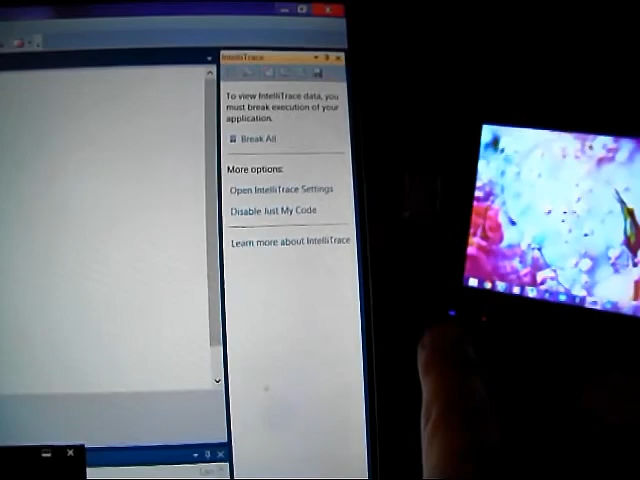 IntelliTrace
To view IntelliTrace data, you
must break execution of your
application.
Break All
More options:
Open IntelliTrace Settings
Disable Just My Code
Learn more about IntelliTrace